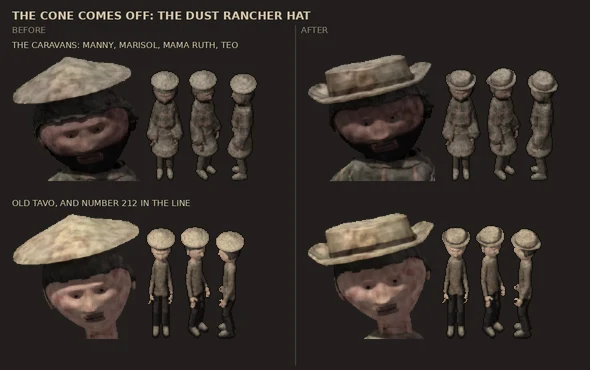 THE CONE COMES OFF: THE DUST RANCHER HAT
BEFORE
AFTER
THE CARAVANS: MANNY, MARISOL, MAMA RUTH, TEO
OLD TAVO, AND NUMBER 212 IN THE LINE